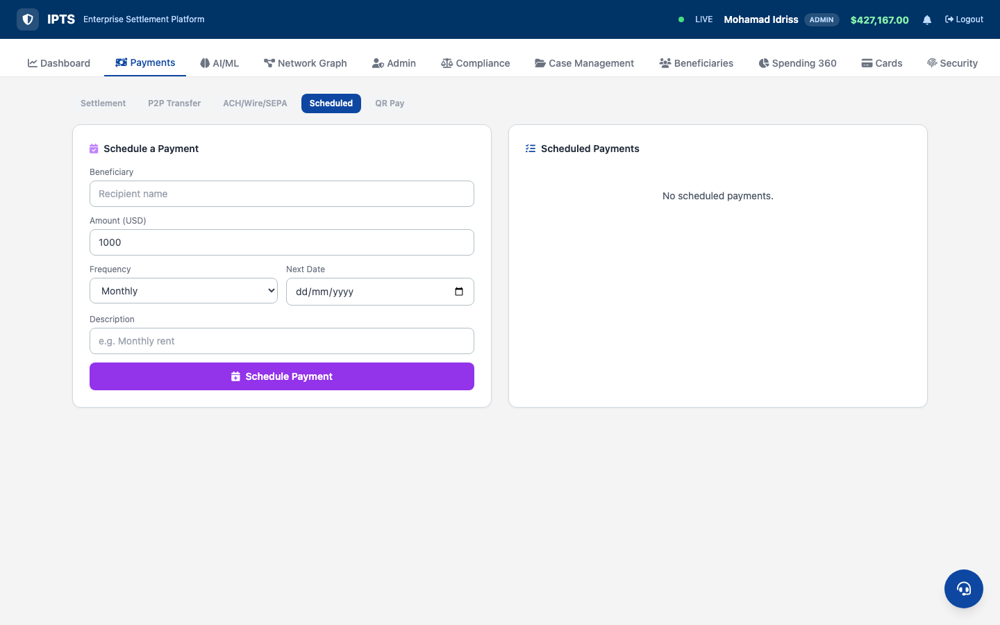 IPTS Enterprise Settlement Platform LIVE Mohamad Idriss ADMIN $427,167.00 Logout
Dashboard Payments AI/ML Network Graph Admin Compliance Case Management Beneficiaries Spending 360 Cards Security
Settlement P2P Transfer ACH/Wire/SEPA Scheduled QR Pay
Schedule a Payment
Beneficiary
Recipient name
Amount (USD)
1000
Frequency Next Date
Monthly dd/mm/yyyy
Description
e.g. Monthly rent
Schedule Payment
Scheduled Payments
No scheduled payments.